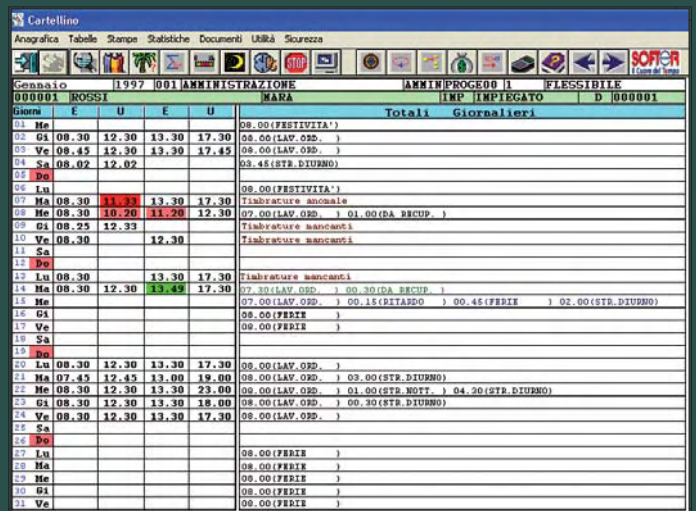 Cartellino
Anagrafica Tabelle Stampe Statistiche Documenti Utilità Sicurezza
STOP SOFTER
Il Cuore del Tempo
Gennaio 1997 001 AMMINISTRAZIONE AMMIN PROGE00 1 FLESSIBILE
000001 ROSSI MARA IMP IMPIEGATO D 000001
Giorni E U E U Totali Giornalieri
01 Me 08.00(FESTIVITA')
02 Gi 08.30 12.30 13.30 17.30 08.00(LAV.ORD. )
03 Ve 08.45 12.30 13.30 17.45 08.00(LAV.ORD. )
04 Sa 08.02 12.02 03.45(STR.DIURNO)
05 Do
06 Lu 08.00(FESTIVITA')
07 Ma 08.30 11.33 13.30 17.30 Timbrature anomale
08 Me 08.30 10.20 11.20 12.30 07.00(LAV.ORD. ) 01.00(DA RECUP. )
09 Gi 08.25 12.33 Timbrature mancanti
10 Ve 08.30 12.30 Timbrature mancanti
11 Sa
12 Do
13 Lu 08.30 13.30 17.30 Timbrature mancanti
14 Ma 08.30 12.30 13.49 17.30 07.30(LAV.ORD. ) 00.30(DA RECUP. )
15 Me 07.00(LAV.ORD. ) 00.15(RITARDO ) 00.45(FERIE ) 02.00(STR.DIURNO)
16 Gi 08.00(FERIE )
17 Ve 08.00(FERIE )
18 Sa
19 Do
20 Lu 08.30 12.30 13.30 17.30 08.00(LAV.ORD. )
21 Ma 07.45 12.45 13.00 19.00 08.00(LAV.ORD. ) 03.00(STR.DIURNO)
22 Me 08.30 12.30 13.30 23.00 08.00(LAV.ORD. ) 01.00(STR.NOTT. ) 04.30(STR.DIURNO)
23 Gi 08.30 12.30 13.30 18.00 08.00(LAV.ORD. ) 00.30(STR.DIURNO)
24 Ve 08.30 12.30 13.30 17.30 08.00(LAV.ORD. )
25 Sa
26 Do
27 Lu 08.00(FERIE )
28 Ma 08.00(FERIE )
29 Me 08.00(FERIE )
30 Gi 08.00(FERIE )
31 Ve 08.00(FERIE )